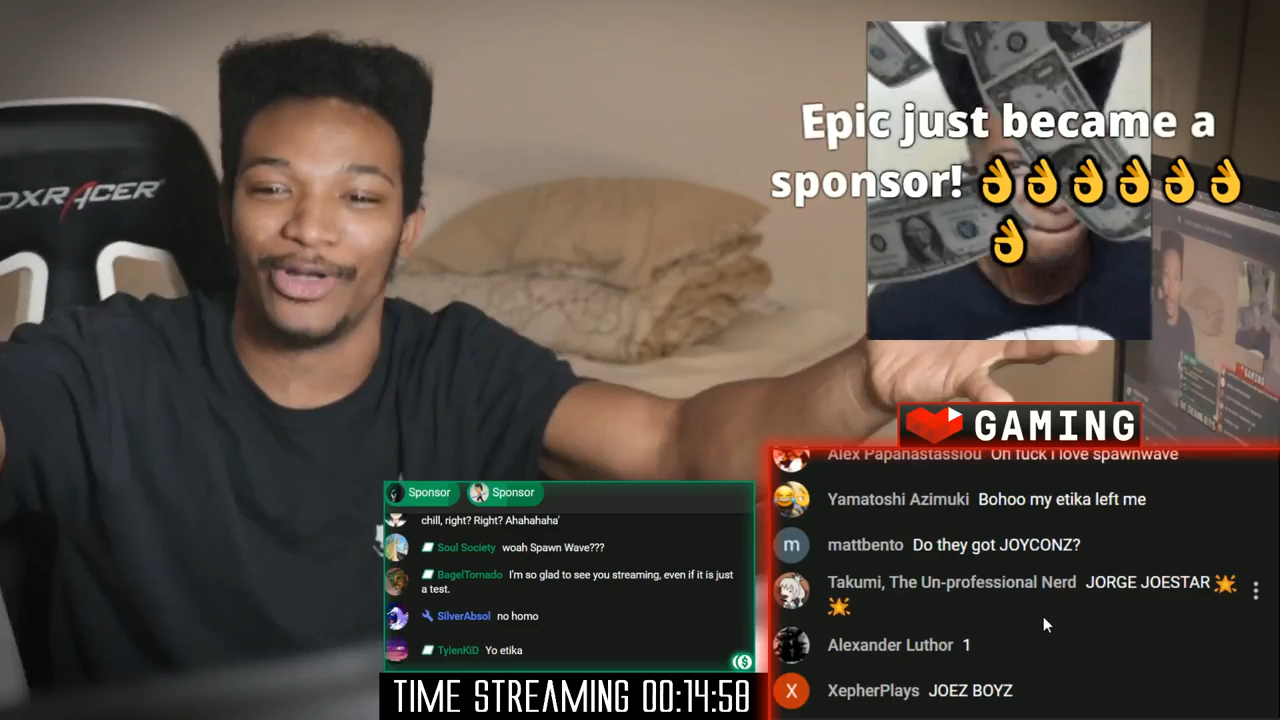 DXRACER
Epic just became a
sponsor! 👌👌👌👌👌👌
👌
GAMING
Sponsor Sponsor
chill, right? Right? Ahahahaha'
Soul Society woah Spawn Wave???
BagelTornado I'm so glad to see you streaming, even if it is just
a test.
SilverAbsol no homo
TylenKiD Yo etika
TIME STREAMING 00:14:58
Alex Papanastassiou Oh fuck I love spawnwave
Yamatoshi Azimuki Bohoo my etika left me
m
mattbento Do they got JOYCONZ?
Takumi, The Un-professional Nerd JORGE JOESTAR 🌟
🌟
Alexander Luthor 1
X
XepherPlays JOEZ BOYZ